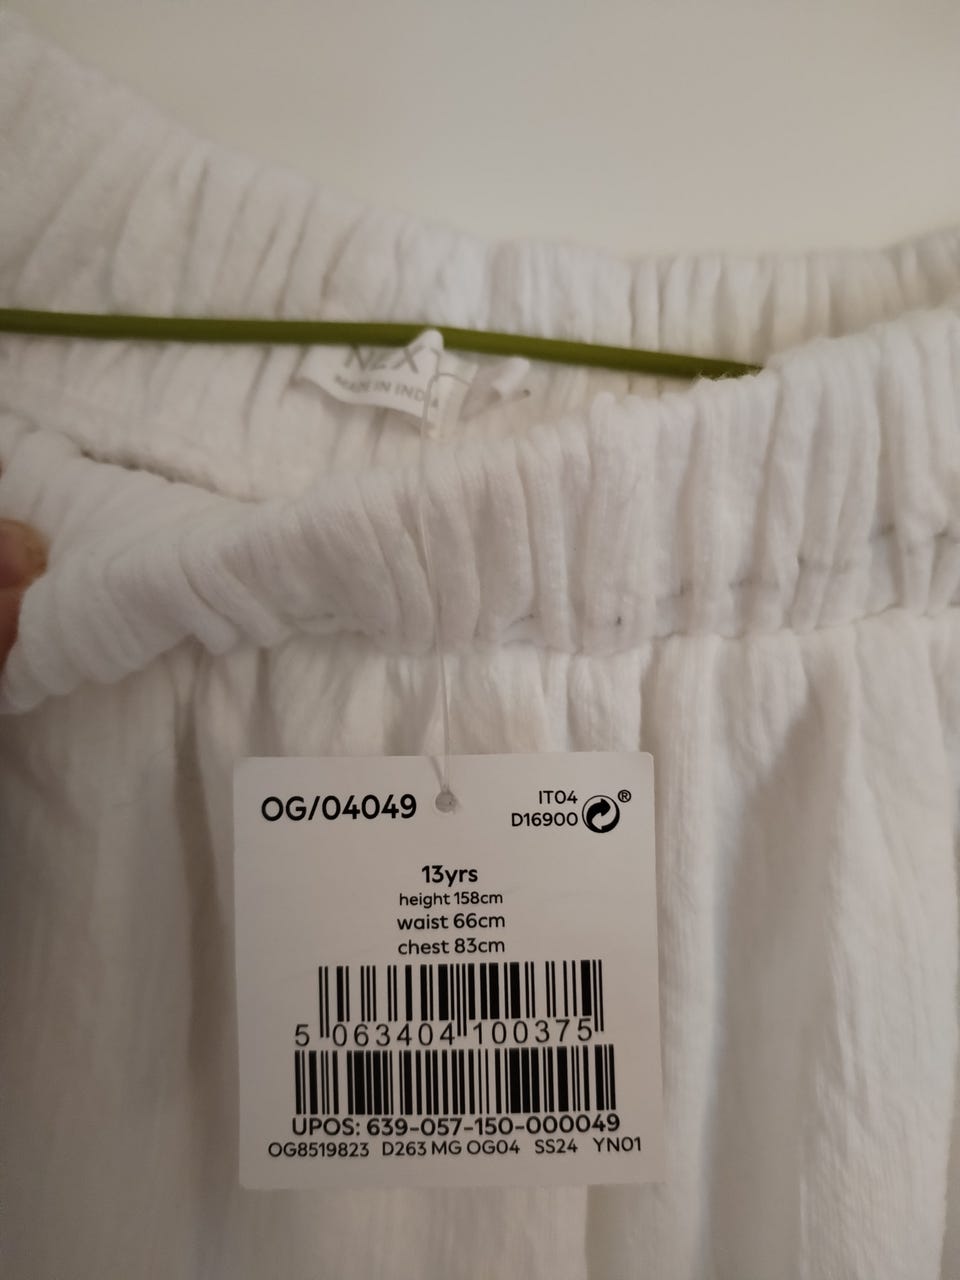 NEXT
MADE IN INDIA
OG/04049
IT04
D16900
®
13yrs
height 158cm
waist 66cm
chest 83cm
5 063404 100375
UPOS: 639-057-150-000049
OG8519823 D263 MG OG04 SS24 YN01